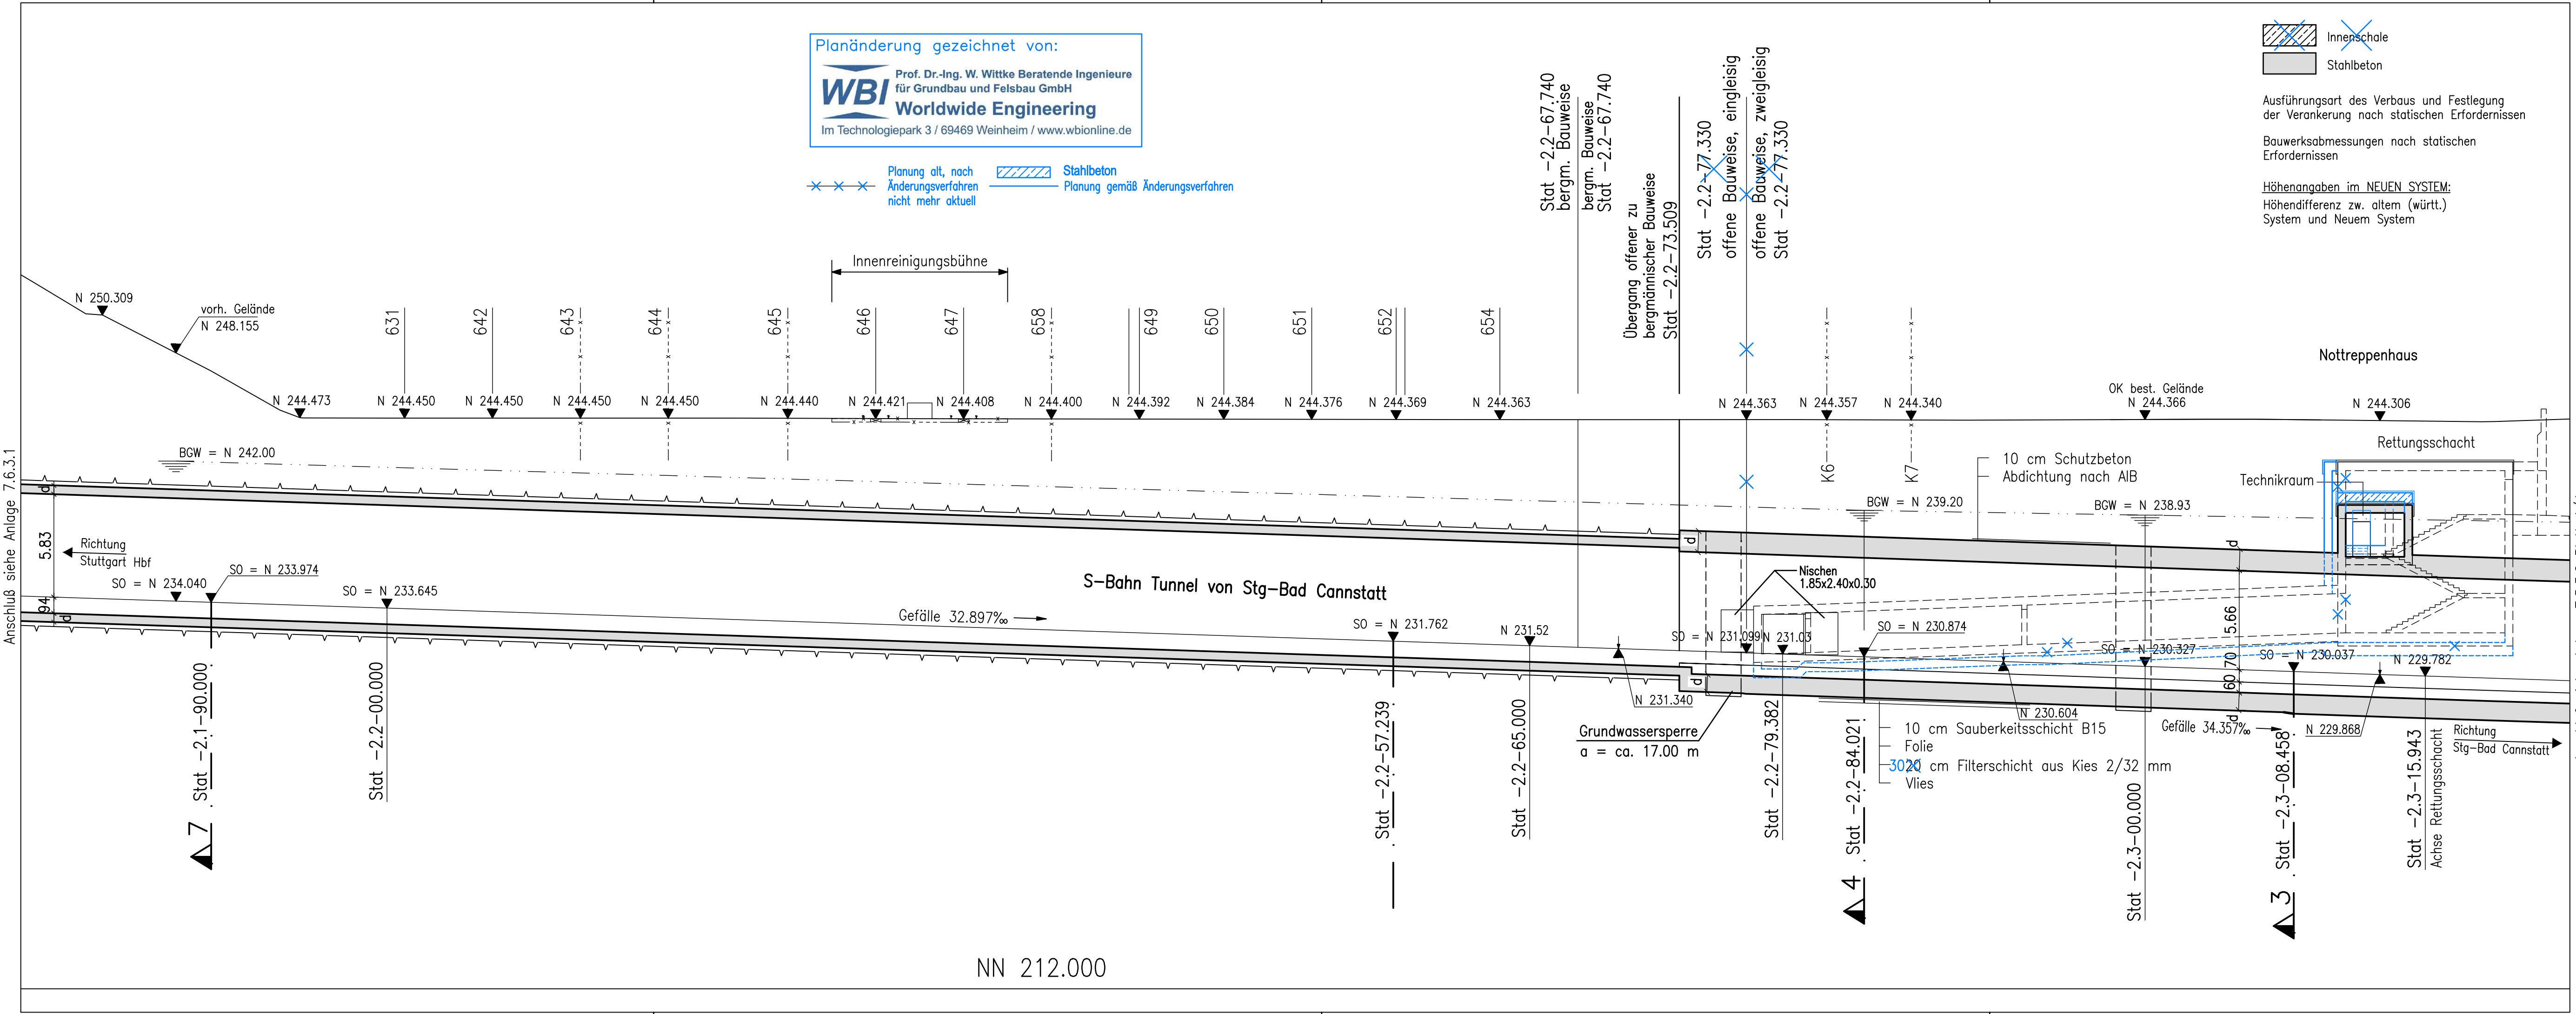 Planänderung gezeichnet von:
WBI
Prof. Dr.-Ing. W. Wittke Beratende Ingenieure
für Grundbau und Felsbau GmbH
Worldwide Engineering
Im Technologiepark 3 / 69469 Weinheim / www.wbionline.de
Planung alt, nach
Änderungsverfahren
nicht mehr aktuell
Stahlbeton
Planung gemäß Änderungsverfahren
Innenschale
Stahlbeton
Ausführungsart des Verbaus und Festlegung
der Verankerung nach statischen Erfordernissen
Bauwerksabmessungen nach statischen
Erfordernissen
Höhenangaben im NEUEN SYSTEM:
Höhendifferenz zw. altem (württ.)
System und Neuem System
Stat -2.2-67.740
bergm. Bauweise
bergm. Bauweise
Stat -2.2-67.740
Übergang offener zu
bergmännischer Bauweise
Stat -2.2-73.509
Stat -2.2-77.330
offene Bauweise, eingleisig
offene Bauweise, zweigleisig
Stat -2.2-77.330
Innenreinigungsbühne
N 250.309
vorh. Gelände
N 248.155
631
642
643
644
645
646
647
658
649
650
651
652
654
Nottreppenhaus
N 244.473
N 244.450
N 244.450
N 244.450
N 244.450
N 244.440
N 244.421
N 244.408
N 244.400
N 244.392
N 244.384
N 244.376
N 244.369
N 244.363
N 244.363
N 244.357
N 244.340
OK best. Gelände
N 244.366
N 244.306
Rettungsschacht
Technikraum
K6
K7
10 cm Schutzbeton
Abdichtung nach AIB
BGW = N 242.00
BGW = N 239.20
BGW = N 238.93
Anschluß siehe Anlage 7.6.3.1
d
5.83
94
d
Richtung
Stuttgart Hbf
SO = N 234.040
SO = N 233.974
SO = N 233.645
S-Bahn Tunnel von Stg-Bad Cannstatt
Gefälle 32.897‰
SO = N 231.762
N 231.52
d
Nischen
1.85x2.40x0.30
SO = N 231.099
N 231.03
SO = N 230.874
SO = N 230.327
SO = N 230.037
N 229.782
d
5.66
70
60
d
d
N 231.340
N 230.604
N 229.868
Grundwassersperre
a = ca. 17.00 m
Gefälle 34.357‰
Richtung
Stg-Bad Cannstatt
10 cm Sauberkeitsschicht B15
Folie
3020 cm Filterschicht aus Kies 2/32 mm
Vlies
7 . Stat -2.1-90.000 .
Stat -2.2-00.000
Stat -2.2-57.239
Stat -2.2-65.000
Stat -2.2-79.382
4 . Stat -2.2-84.021 .
Stat -2.3-00.000
3 . Stat -2.3-08.458 .
Stat -2.3-15.943
Achse Rettungsschacht
NN 212.000